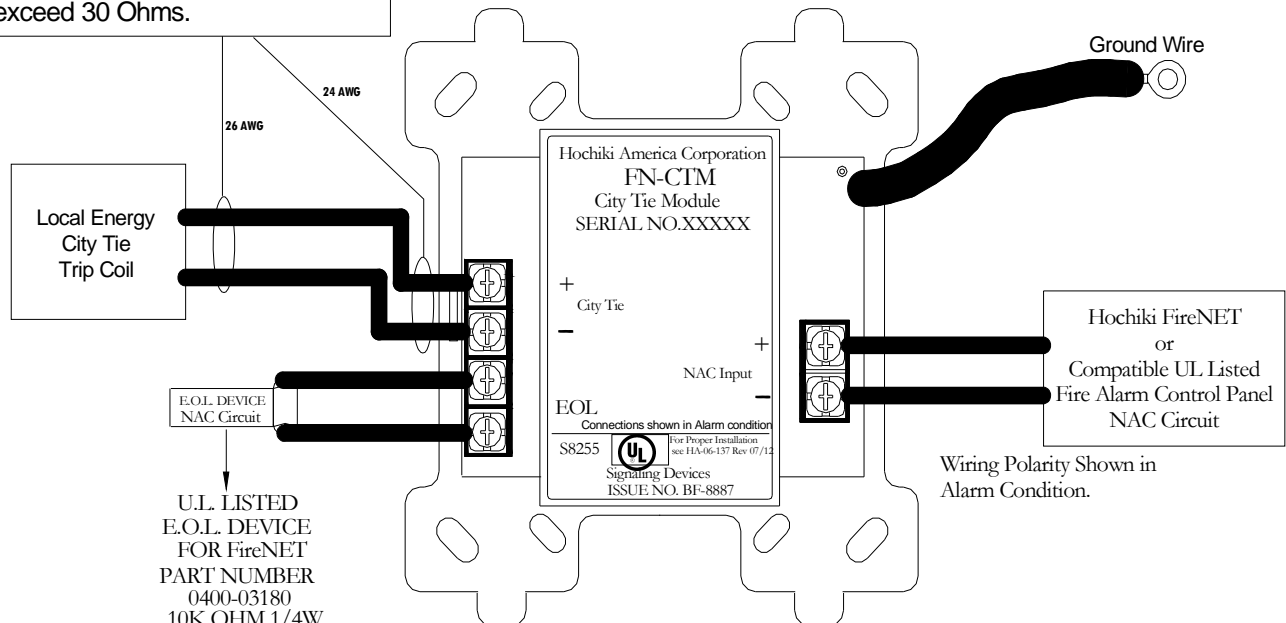 exceed 30 Ohms.
Ground Wire
24 AWG
26 AWG
Local Energy
City Tie
Trip Coil
Hochiki America Corporation
FN-CTM
City Tie Module
SERIAL NO.XXXXX
+
City Tie
−
+
NAC Input
−
EOL
Connections shown in Alarm condition
S8255
UL
For Proper Installation
see HA-06-137 Rev 07/12
Signaling Devices
ISSUE NO. BF-8887
Hochiki FireNET
or
Compatible UL Listed
Fire Alarm Control Panel
NAC Circuit
Wiring Polarity Shown in
Alarm Condition.
E.O.L. DEVICE
NAC Circuit
U.L. LISTED
E.O.L. DEVICE
FOR FireNET
PART NUMBER
0400-03180
10K OHM 1/4W